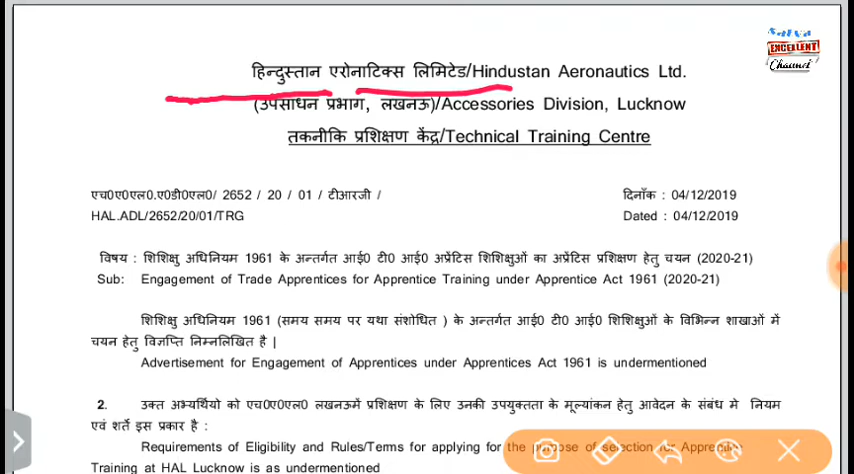 EXCELLENT
Channel
हिन्दुस्तान एरोनाटिक्स लिमिटेड/Hindustan Aeronautics Ltd.
(उपसाधन प्रभाग, लखनऊ)/Accessories Division, Lucknow
तकनीकि प्रशिक्षण केंद्र/Technical Training Centre
एच0ए0एल0.ए0डी0एल0/ 2652 / 20 / 01 / टीआरजी /
दिनाँक : 04/12/2019
HAL.ADL/2652/20/01/TRG
Dated : 04/12/2019
विषय : शिशिक्षु अधिनियम 1961 के अन्तर्गत आई0 टी0 आई0 अप्रेंटिस शिशिक्षुओं का अप्रेंटिस प्रशिक्षण हेतु चयन (2020-21)
Sub: Engagement of Trade Apprentices for Apprentice Training under Apprentice Act 1961 (2020-21)
शिशिक्षु अधिनियम 1961 (समय समय पर यथा संशोधित ) के अन्तर्गत आई0 टी0 आई0 शिशिक्षुओं के विभिन्न शाखाओं में
चयन हेतु विज्ञप्ति निम्नलिखित है |
Advertisement for Engagement of Apprentices under Apprentices Act 1961 is undermentioned
2. उक्त अभ्यर्थियो को एच0ए0एल0 लखनऊमें प्रशिक्षण के लिए उनकी उपयुक्तता के मूल्यांकन हेतु आवेदन के संबंध मे नियम
एवं शर्तें इस प्रकार है :
Requirements of Eligibility and Rules/Terms for applying for the purpose of selection for Apprentice
Training at HAL Lucknow is as undermentioned